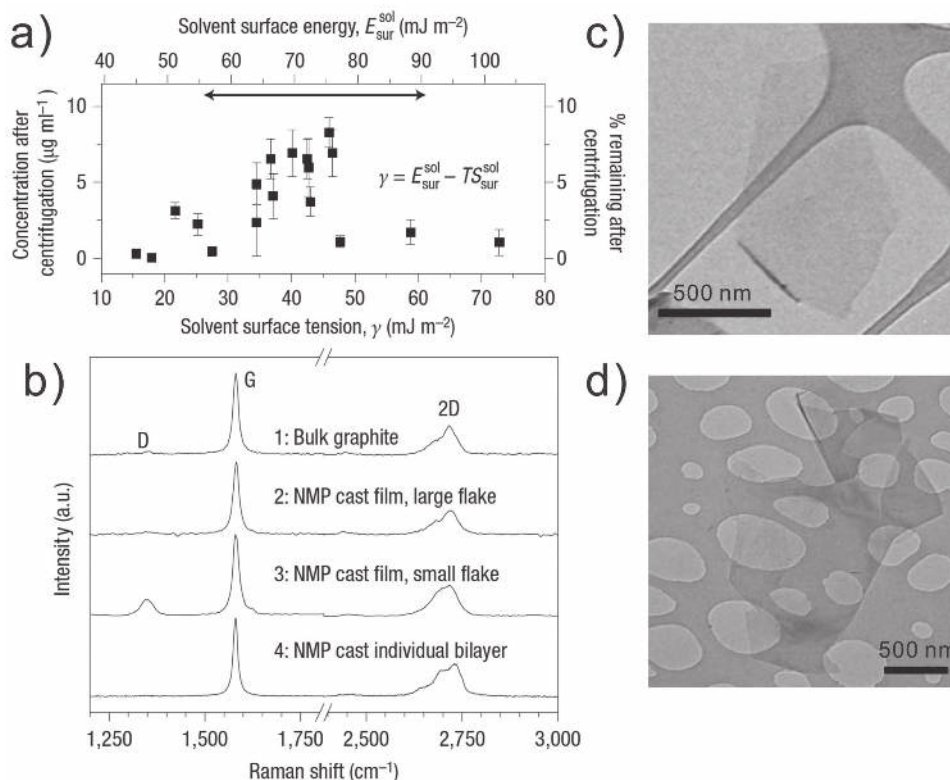 a)
Solvent surface energy, E sol sur (mJ m−2)
40 50 60 70 80 90 100
Concentration after
centrifugation (μg ml−1)
10
5
0
γ = E sol sur − TS sol sur
10
5
0
% remaining after
centrifugation
10 20 30 40 50 60 70 80
Solvent surface tension, γ (mJ m−2)
b)
Intensity (a.u.)
D
G
2D
1: Bulk graphite
2: NMP cast film, large flake
3: NMP cast film, small flake
4: NMP cast individual bilayer
1,250 1,500 1,750 2,500 2,750 3,000
Raman shift (cm−1)
c)
500 nm
d)
500 nm